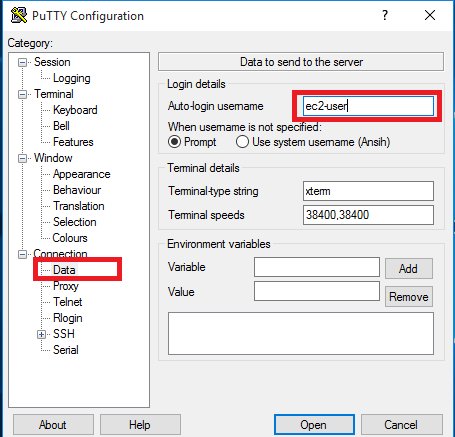 PuTTY Configuration
Category:
Session
Logging
Terminal
Keyboard
Bell
Features
Window
Appearance
Behaviour
Translation
Selection
Colours
Connection
Data
Proxy
Telnet
Rlogin
SSH
Serial
Data to send to the server
Login details
Auto-login username ec2-user
When username is not specified:
Prompt Use system username (Ansih)
Terminal details
Terminal-type string xterm
Terminal speeds 38400,38400
Environment variables
Variable Add
Value Remove
About Help Open Cancel